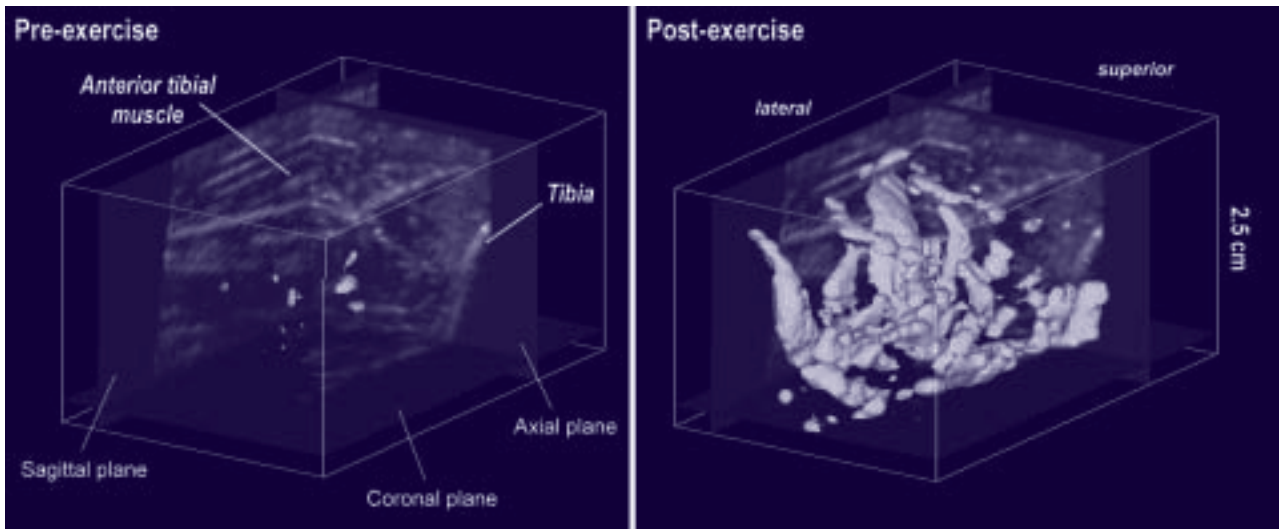 Pre-exercise
Anterior tibial
muscle
Tibia
Sagittal plane
Coronal plane
Axial plane
Post-exercise
superior
lateral
2.5 cm